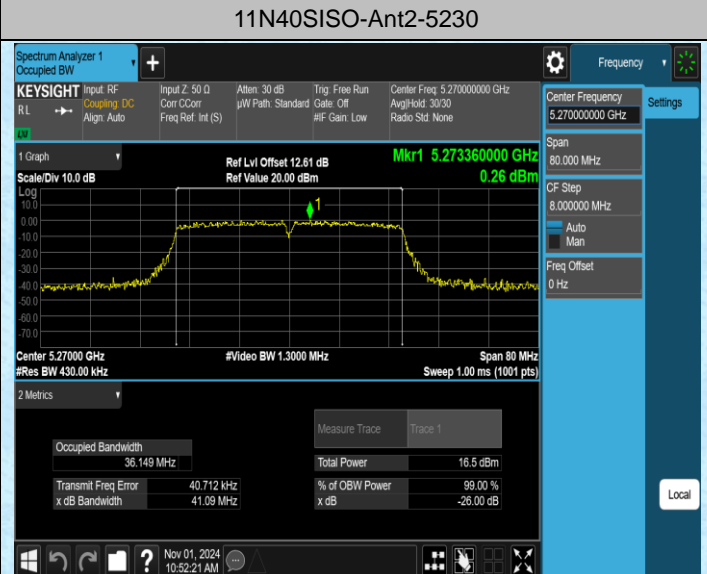 11N40SISO-Ant2-5230
Spectrum Analyzer 1
Occupied BW
Frequency
KEYSIGHT
RL
Input: RF
Coupling: DC
Align: Auto
Input Z: 50 Ω
Corr CCorr
Freq Ref: Int (S)
Atten: 30 dB
µW Path: Standard
Trig: Free Run
Gate: Off
#IF Gain: Low
Center Freq: 5.270000000 GHz
Avg|Hold: 30/30
Radio Std: None
Center Frequency
5.270000000 GHz
Settings
Span
80.000 MHz
CF Step
8.000000 MHz
Auto
Man
Freq Offset
0 Hz
1 Graph
Scale/Div 10.0 dB
Ref Lvl Offset 12.61 dB
Ref Value 20.00 dBm
Mkr1 5.273360000 GHz
0.26 dBm
Log
10.0
0.00
-10.0
-20.0
-30.0
-40.0
-50.0
-60.0
-70.0
1
Center 5.27000 GHz
#Res BW 430.00 kHz
#Video BW 1.3000 MHz
Span 80 MHz
Sweep 1.00 ms (1001 pts)
2 Metrics
Measure Trace
Trace 1
Occupied Bandwidth
36.149 MHz
Total Power
16.5 dBm
Transmit Freq Error
40.712 kHz
% of OBW Power
99.00 %
x dB Bandwidth
41.09 MHz
x dB
-26.00 dB
Local
Nov 01, 2024
10:52:21 AM